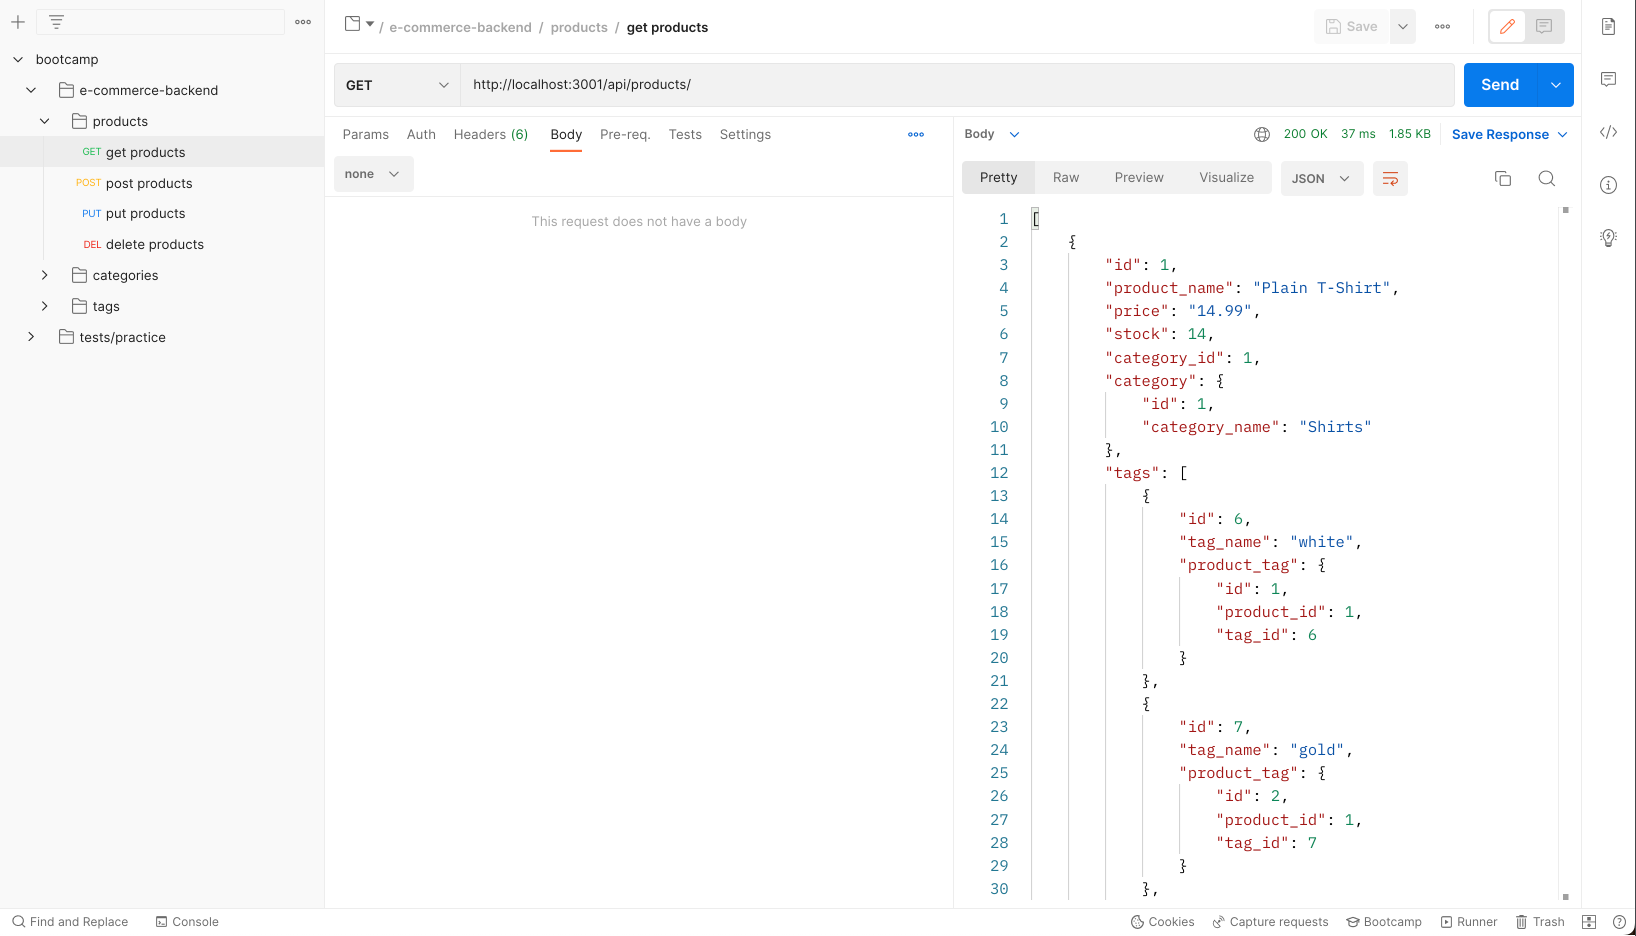 / e-commerce-backend / products / get products
Save
bootcamp
e-commerce-backend
products
GET get products
POST post products
PUT put products
DEL delete products
categories
tags
tests/practice
GET
http://localhost:3001/api/products/
Send
Params Auth Headers (6) Body Pre-req. Tests Settings
none
This request does not have a body
Body
200 OK 37 ms 1.85 KB Save Response
Pretty Raw Preview Visualize JSON
1 [
2 {
3 "id": 1,
4 "product_name": "Plain T-Shirt",
5 "price": "14.99",
6 "stock": 14,
7 "category_id": 1,
8 "category": {
9 "id": 1,
10 "category_name": "Shirts"
11 },
12 "tags": [
13 {
14 "id": 6,
15 "tag_name": "white",
16 "product_tag": {
17 "id": 1,
18 "product_id": 1,
19 "tag_id": 6
20 }
21 },
22 {
23 "id": 7,
24 "tag_name": "gold",
25 "product_tag": {
26 "id": 2,
27 "product_id": 1,
28 "tag_id": 7
29 }
30 },
Find and Replace Console Cookies Capture requests Bootcamp Runner Trash